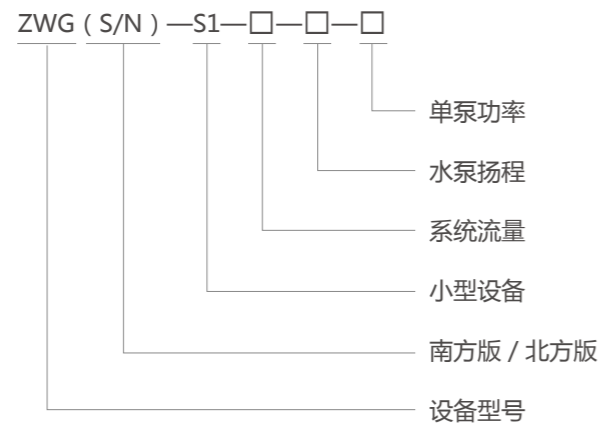 ZWG（S/N）—S1—□—□—□
单泵功率
水泵扬程
系统流量
小型设备
南方版 / 北方版
设备型号